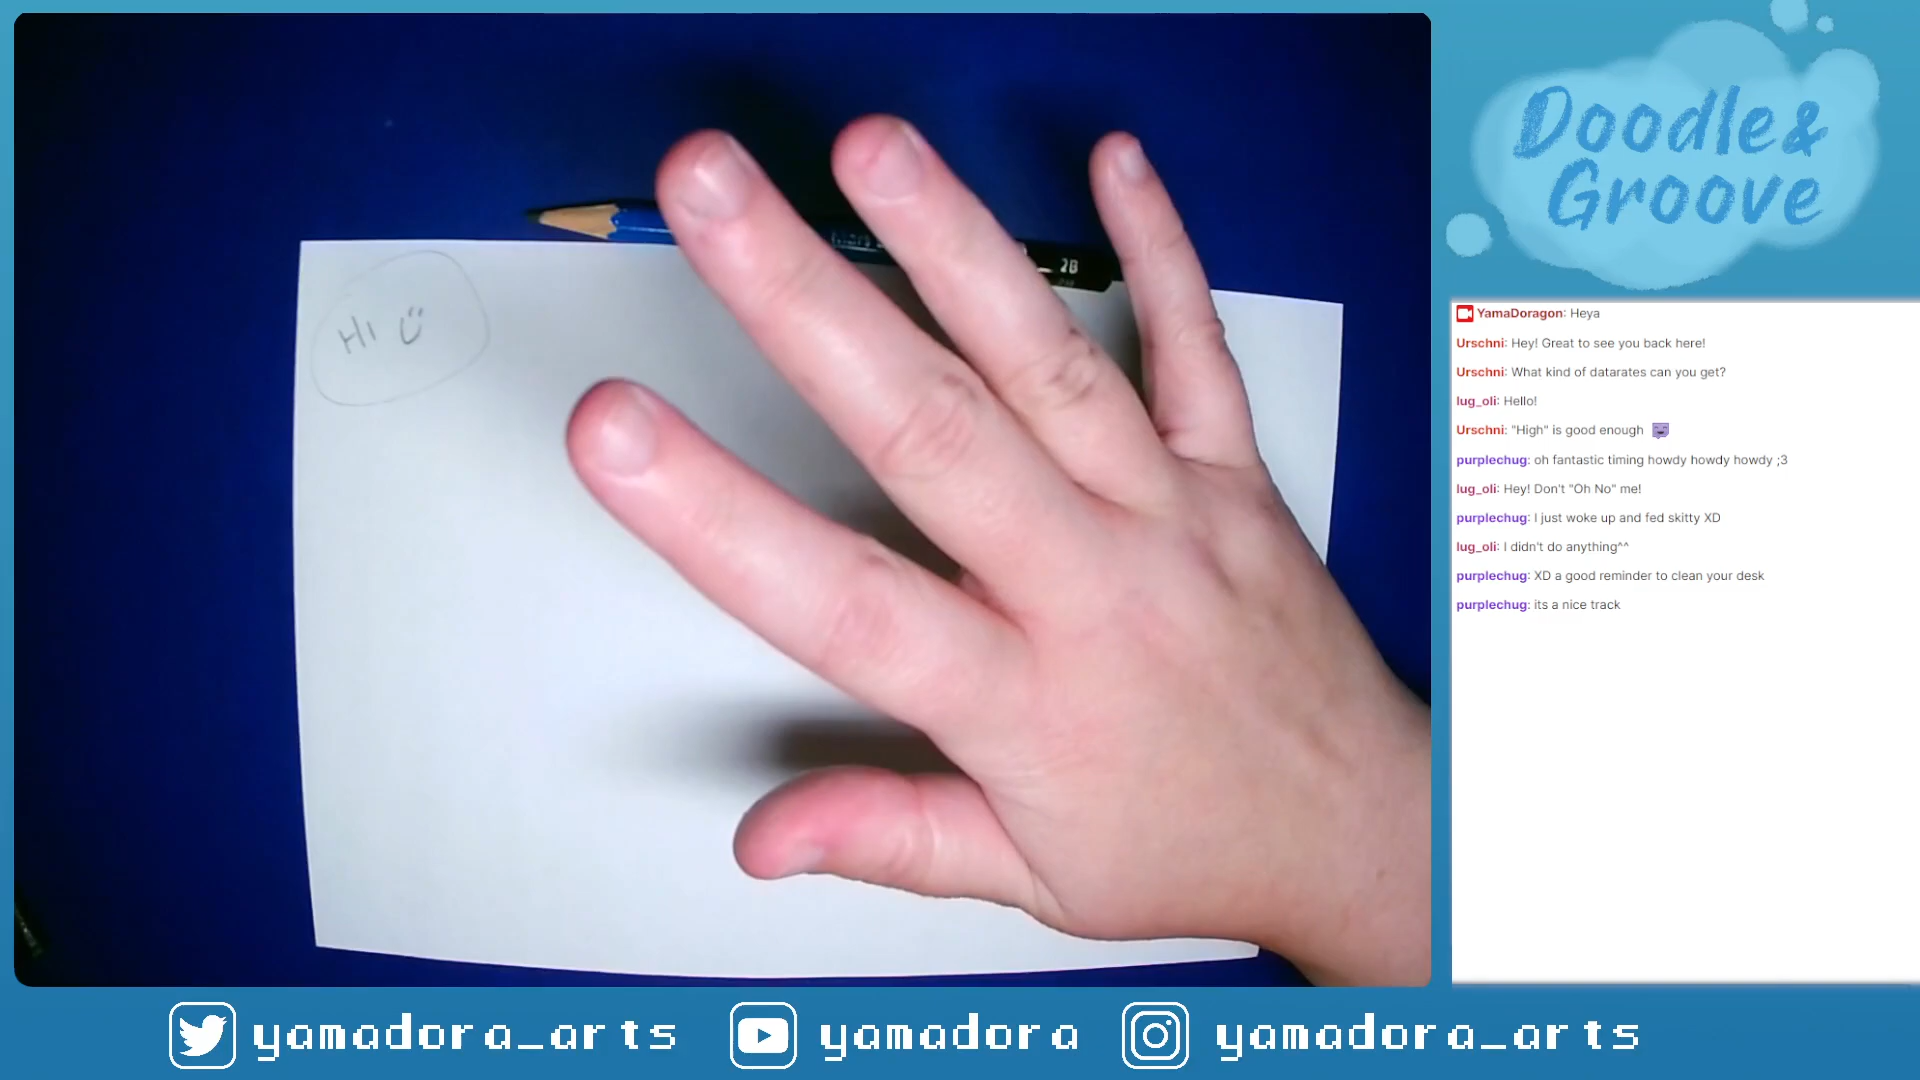 Doodle&
Groove
Hi
2B
YamaDoragon: Heya
Urschni: Hey! Great to see you back here!
Urschni: What kind of datarates can you get?
lug_oli: Hello!
Urschni: "High" is good enough
purplechug: oh fantastic timing howdy howdy howdy ;3
lug_oli: Hey! Don't "Oh No" me!
purplechug: I just woke up and fed skitty XD
lug_oli: I didn't do anything^^
purplechug: XD a good reminder to clean your desk
purplechug: its a nice track
yamadora_arts
yamadora
yamadora_arts